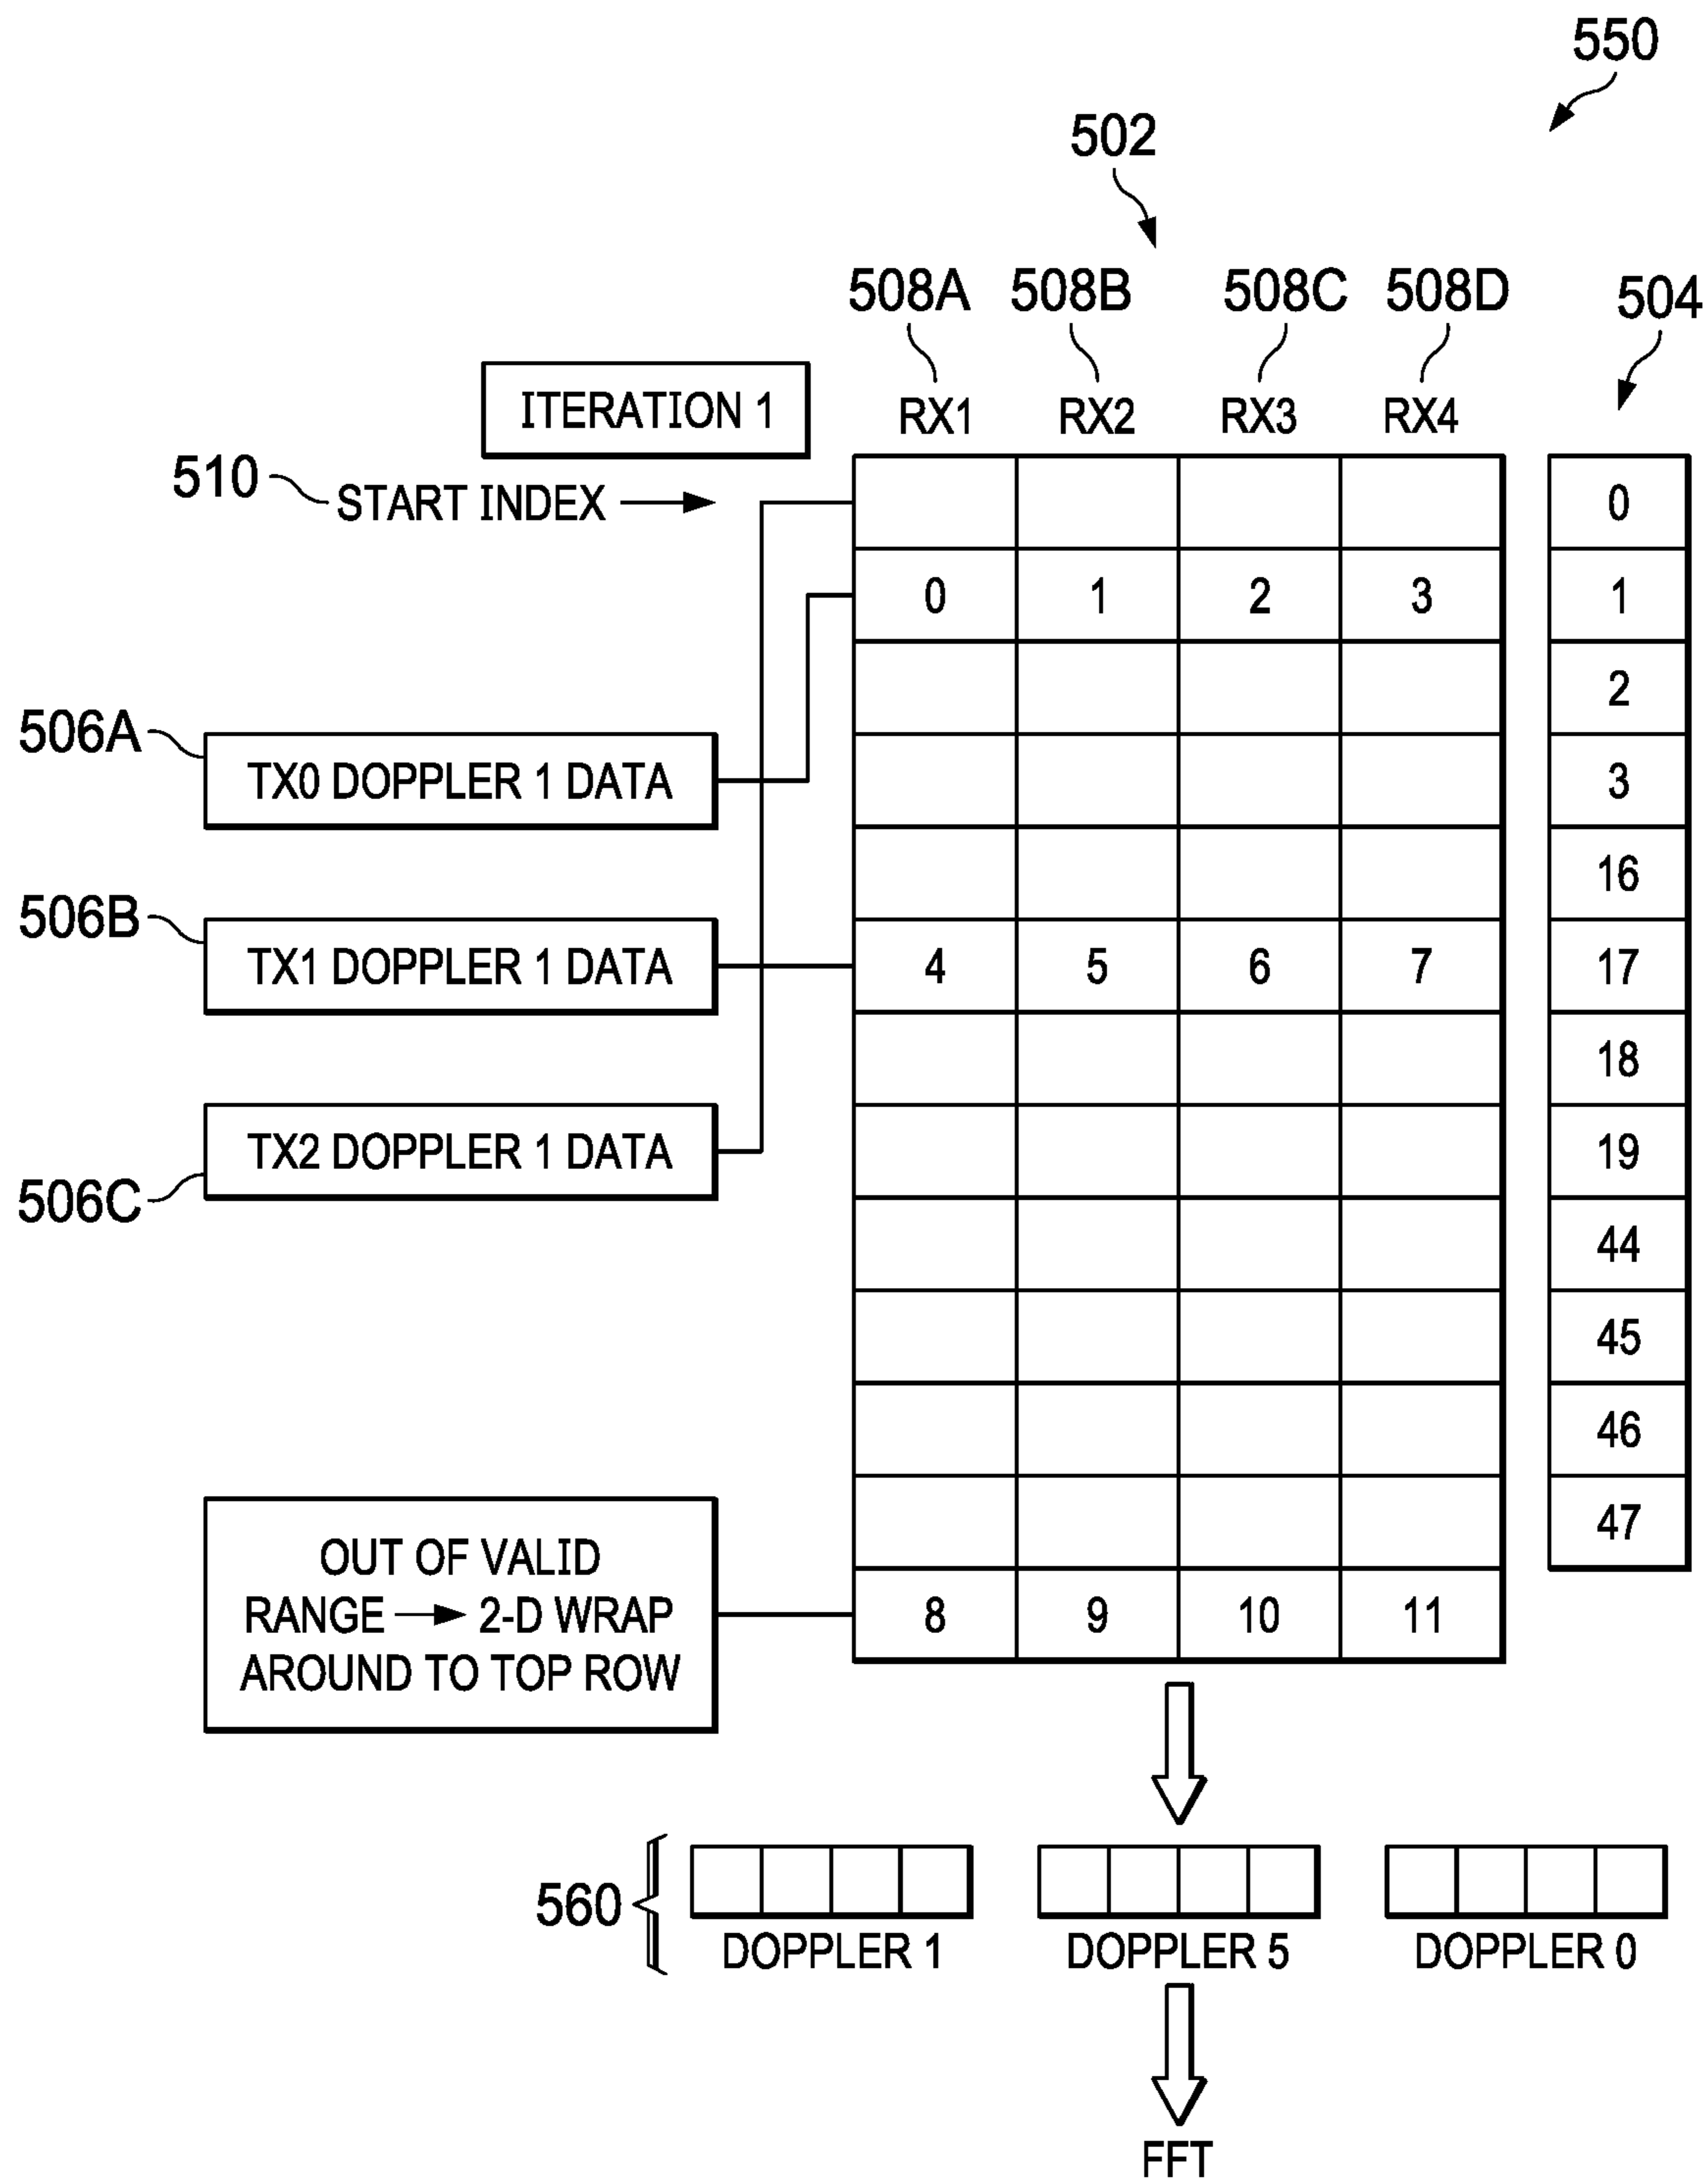 550
502
508A 508B 508C 508D 504
ITERATION 1
RX1 RX2 RX3 RX4
510 START INDEX
0
0 1 2 3 1
2
506A TX0 DOPPLER 1 DATA 3
16
506B TX1 DOPPLER 1 DATA 4 5 6 7 17
18
506C TX2 DOPPLER 1 DATA 19
44
45
46
47
OUT OF VALID
RANGE → 2-D WRAP
AROUND TO TOP ROW
8 9 10 11
560
DOPPLER 1 DOPPLER 5 DOPPLER 0
FFT